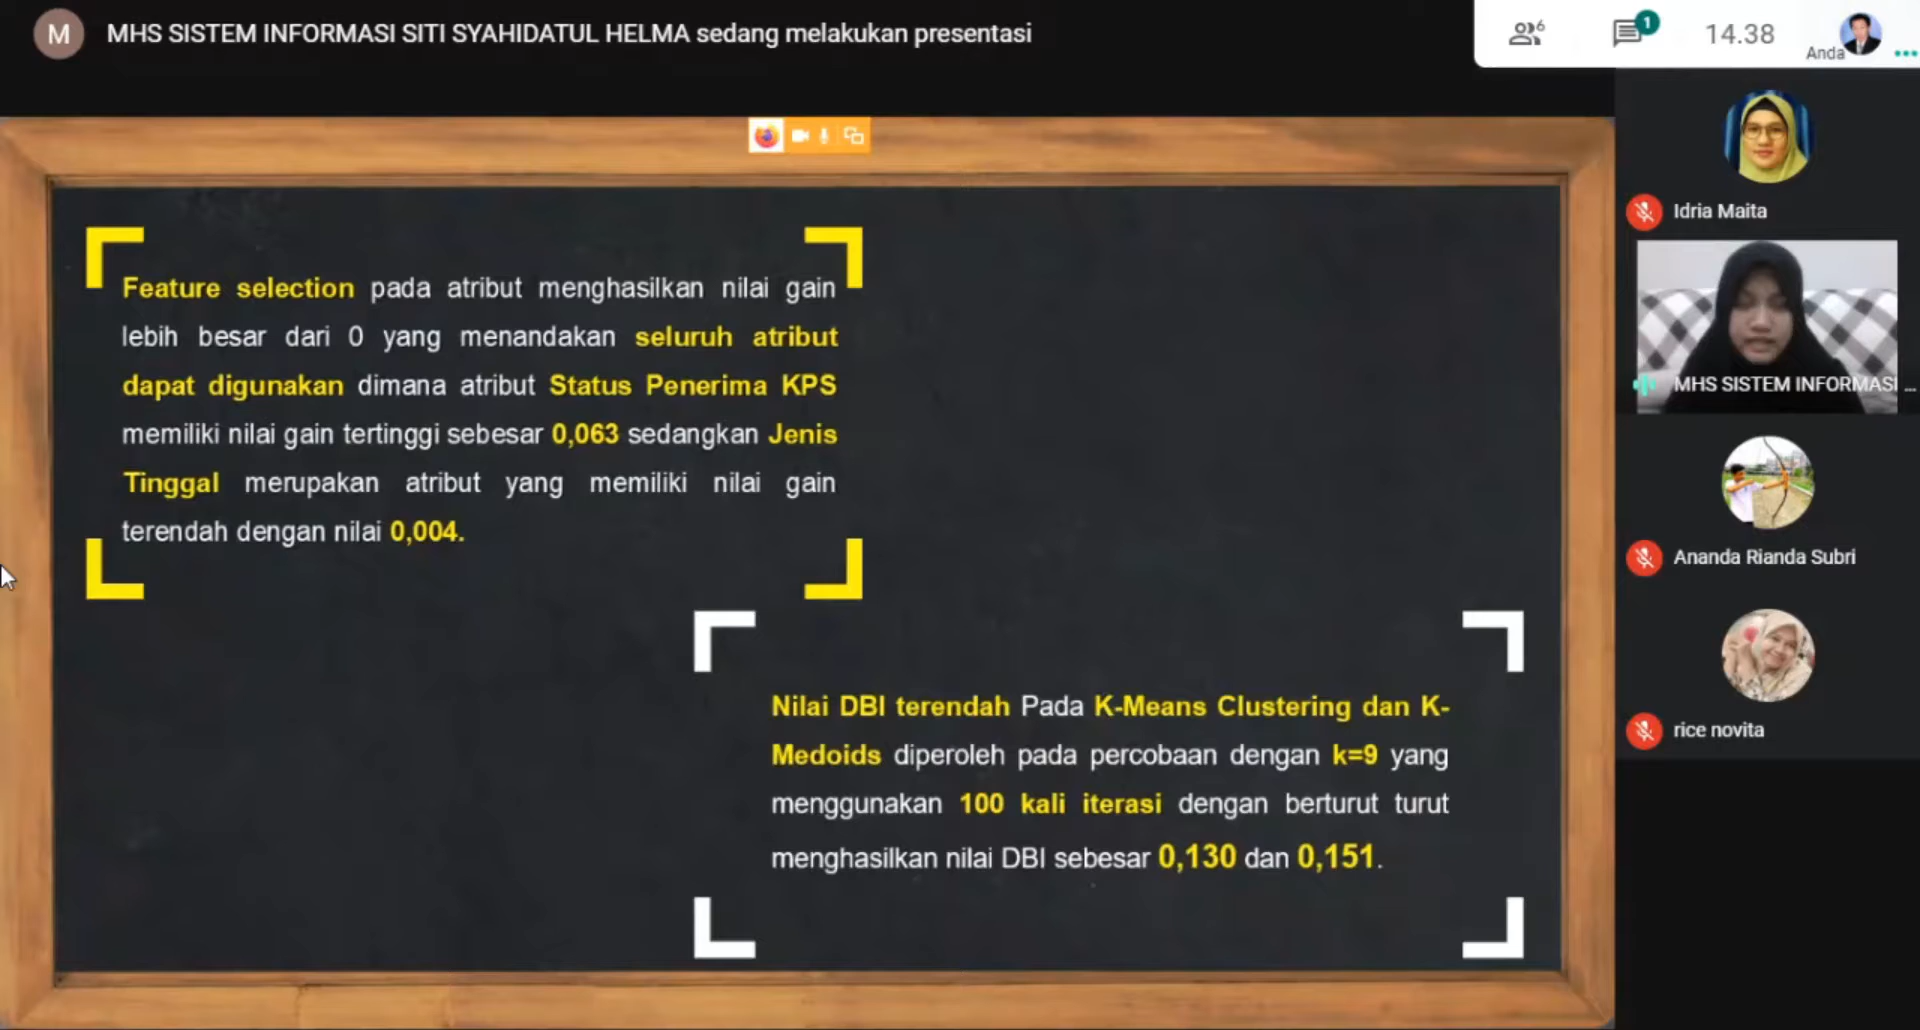 M
MHS SISTEM INFORMASI SITI SYAHIDATUL HELMA sedang melakukan presentasi
6
1
14.38
Anda
Feature selection pada atribut menghasilkan nilai gain
lebih besar dari 0 yang menandakan seluruh atribut
dapat digunakan dimana atribut Status Penerima KPS
memiliki nilai gain tertinggi sebesar 0,063 sedangkan Jenis
Tinggal merupakan atribut yang memiliki nilai gain
terendah dengan nilai 0,004.
Nilai DBI terendah Pada K-Means Clustering dan K-
Medoids diperoleh pada percobaan dengan k=9 yang
menggunakan 100 kali iterasi dengan berturut turut
menghasilkan nilai DBI sebesar 0,130 dan 0,151.
Idria Maita
MHS SISTEM INFORMASI ...
Ananda Rianda Subri
rice novita